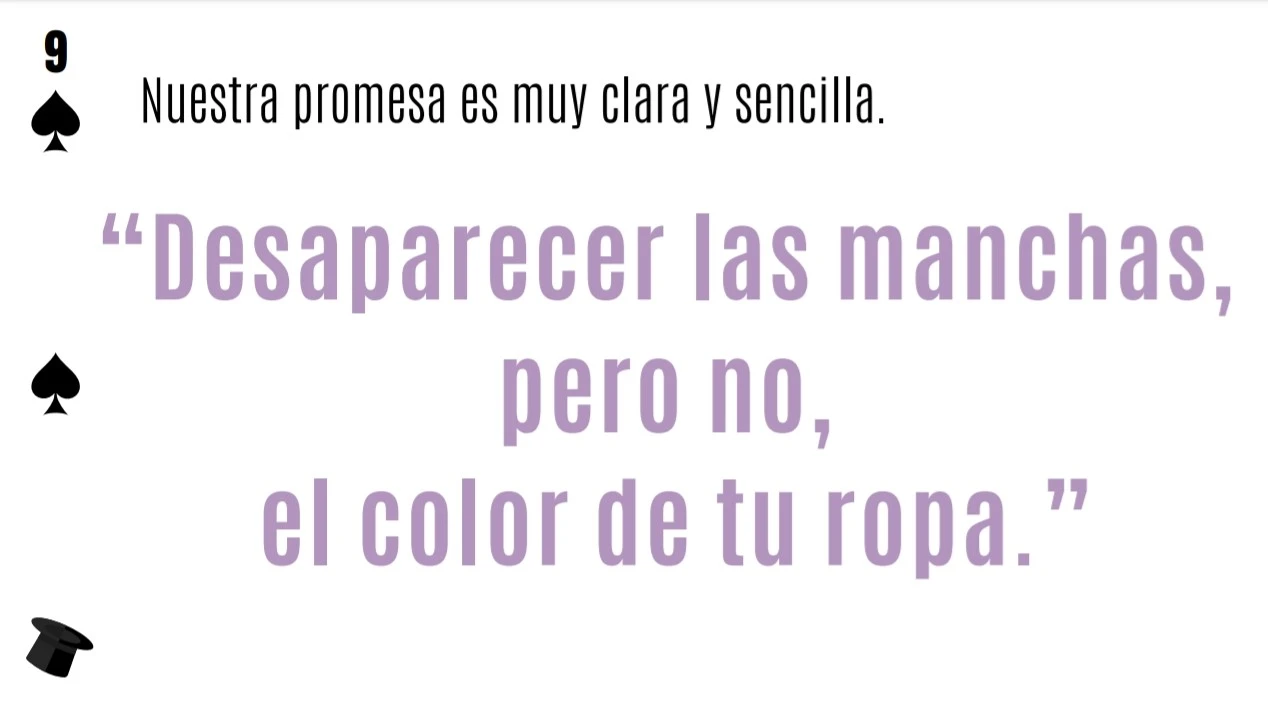 9
Nuestra promesa es muy clara y sencilla.
“Desaparecer las manchas,
pero no,
el color de tu ropa.”